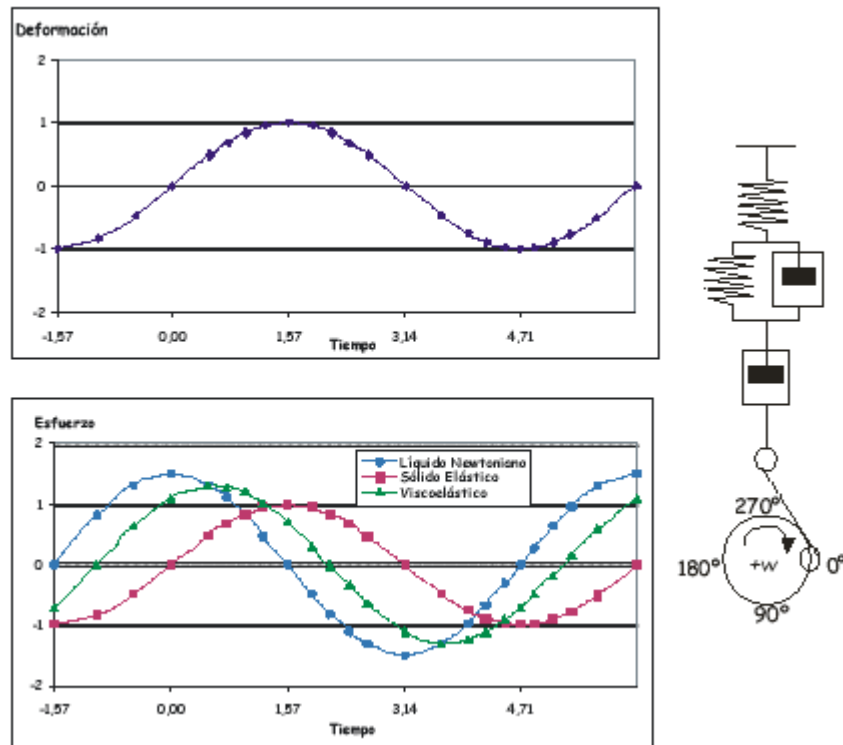 Deformación
2
1
0
-1
-2
-1,57 0,00 1,57 3,14 4,71
Tiempo
Esfuerzo
2
1
0
-1
-2
Líquido Newtoniano
Sólido Elástico
Viscoelástico
-1,57 0,00 1,57 3,14 4,71
Tiempo
270°
180° +w 0°
90°